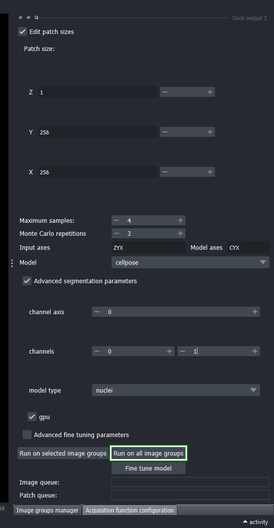 Dock widget 2
Edit patch sizes
Patch size:
Z 1
Y 256
X 256
Maximum samples: 4
Monte Carlo repetitions 3
Input axes ZYX Model axes CYX
Model cellpose
Advanced segmentation parameters
channel axis 0
channels 0 1
model type nuclei
gpu
Advanced fine tuning parameters
Run on selected image groups Run on all image groups
Fine tune model
Image queue:
Patch queue:
Image groups manager Acquisition function configuration
activity